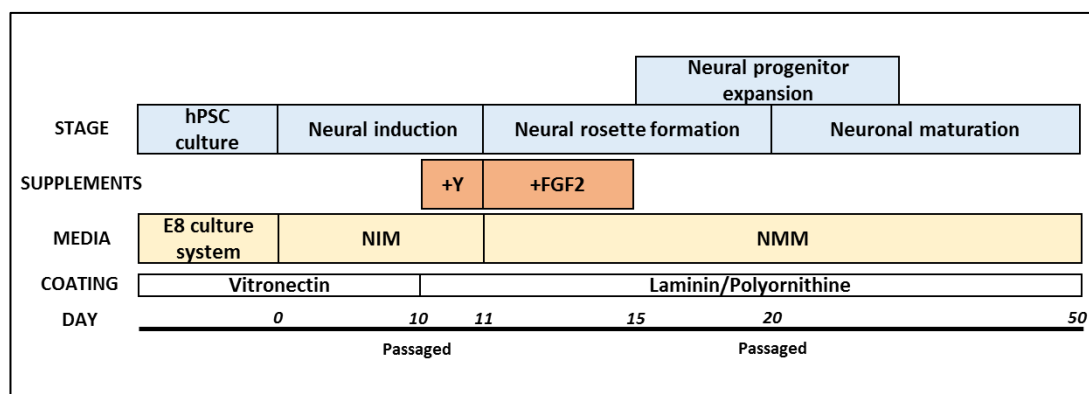 Neural progenitor
expansion
STAGE
hPSC
culture
Neural induction
Neural rosette formation
Neuronal maturation
SUPPLEMENTS
+Y
+FGF2
MEDIA
E8 culture
system
NIM
NMM
COATING
Vitronectin
Laminin/Polyornithine
DAY
0
10
11
15
20
50
Passaged
Passaged